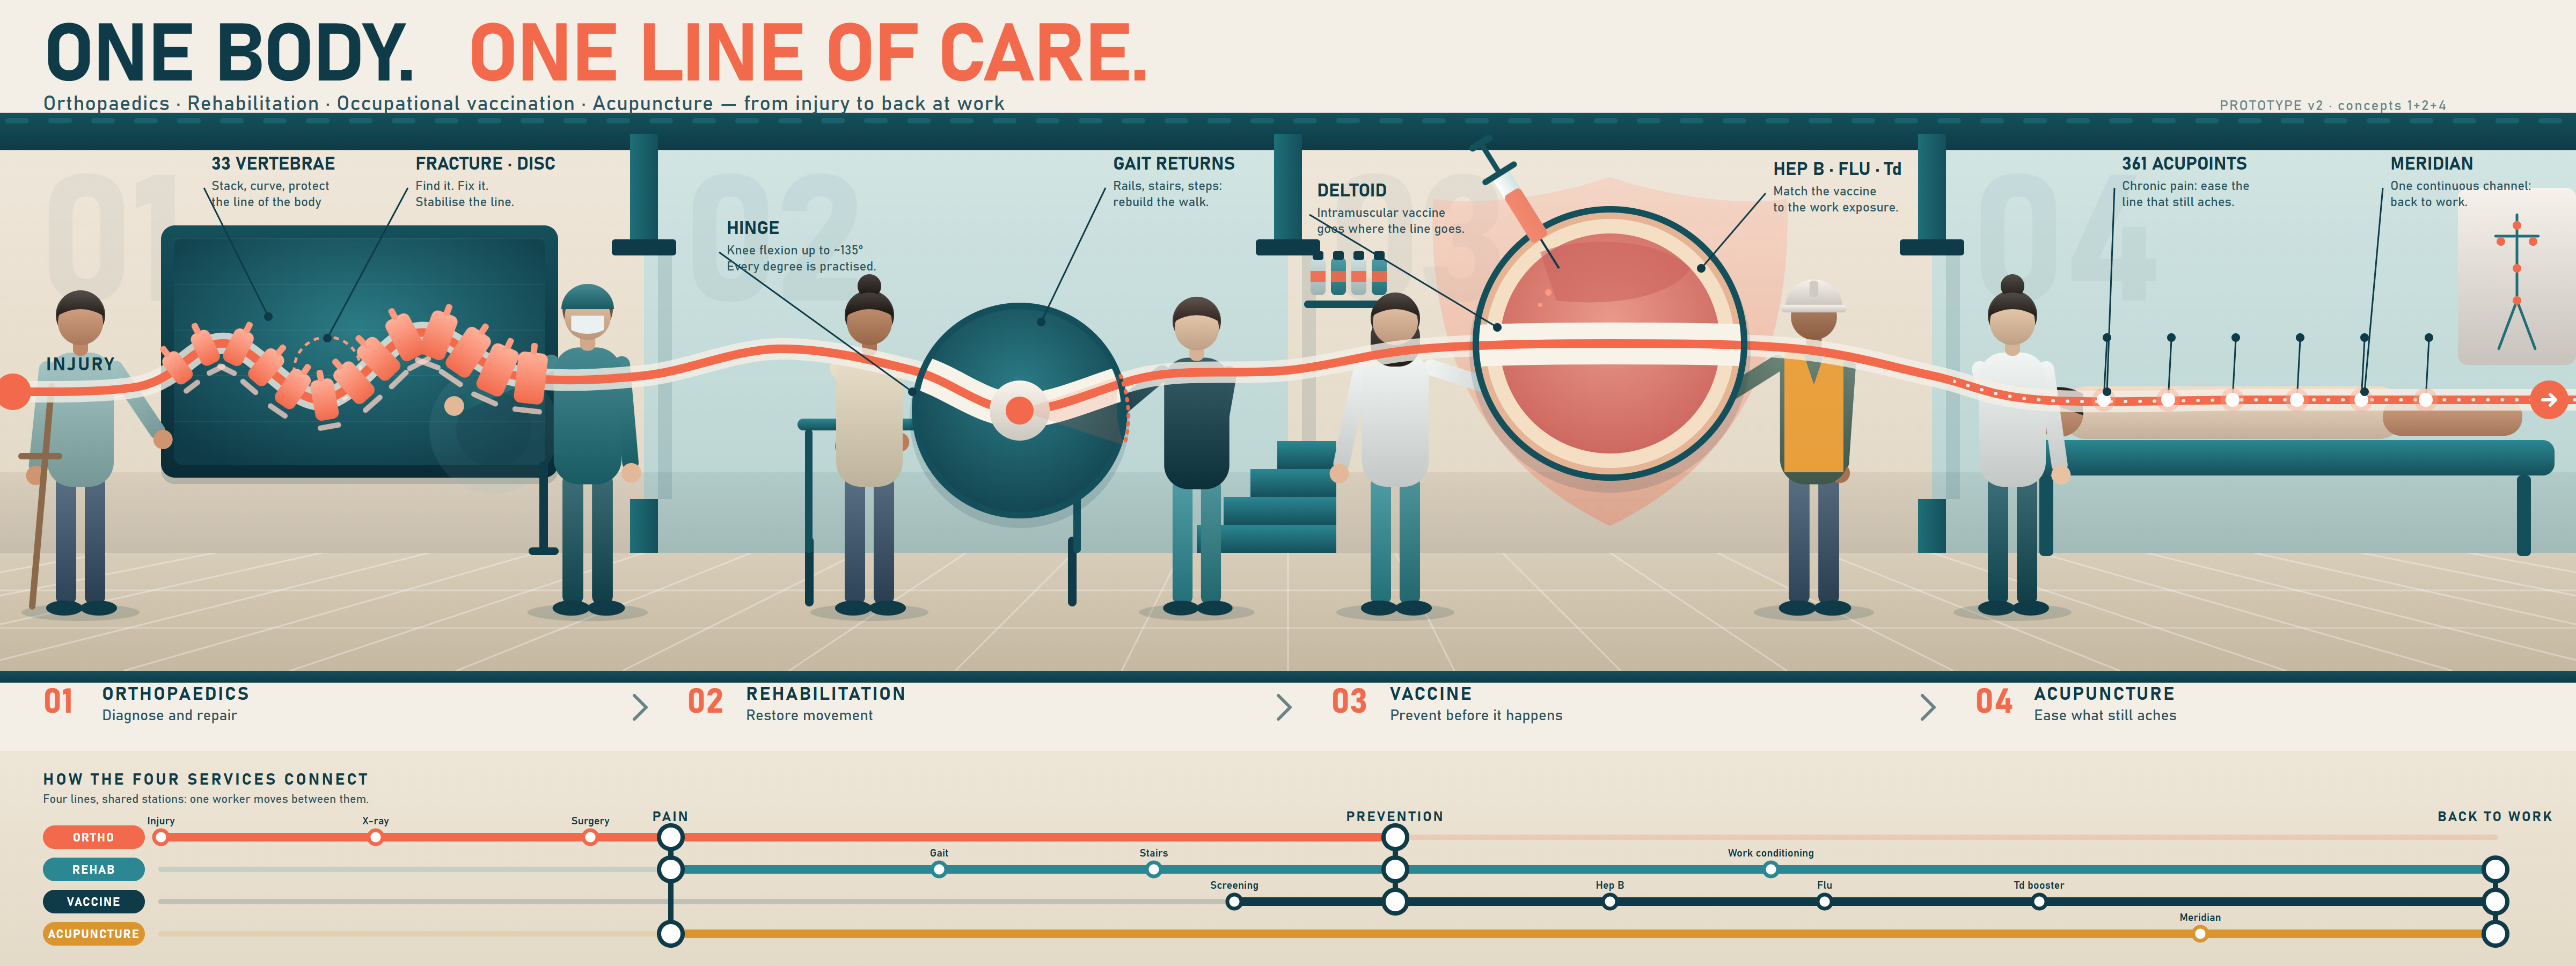 ONE BODY. ONE LINE OF CARE.
Orthopaedics · Rehabilitation · Occupational vaccination · Acupuncture — from injury to back at work
PROTOTYPE v2 · concepts 1+2+4
01
33 VERTEBRAE
Stack, curve, protect
the line of the body
FRACTURE · DISC
Find it. Fix it.
Stabilise the line.
INJURY
02
HINGE
Knee flexion up to ~135°
Every degree is practised.
GAIT RETURNS
Rails, stairs, steps:
rebuild the walk.
03
DELTOID
Intramuscular vaccine
goes where the line goes.
HEP B · FLU · Td
Match the vaccine
to the work exposure.
04
361 ACUPOINTS
Chronic pain: ease the
line that still aches.
MERIDIAN
One continuous channel:
back to work.
01 ORTHOPAEDICS
Diagnose and repair
02 REHABILITATION
Restore movement
03 VACCINE
Prevent before it happens
04 ACUPUNCTURE
Ease what still aches
HOW THE FOUR SERVICES CONNECT
Four lines, shared stations: one worker moves between them.
PAIN
PREVENTION
BACK TO WORK
Injury
X-ray
Surgery
ORTHO
Gait
Stairs
Work conditioning
REHAB
Screening
Hep B
Flu
Td booster
VACCINE
Meridian
ACUPUNCTURE